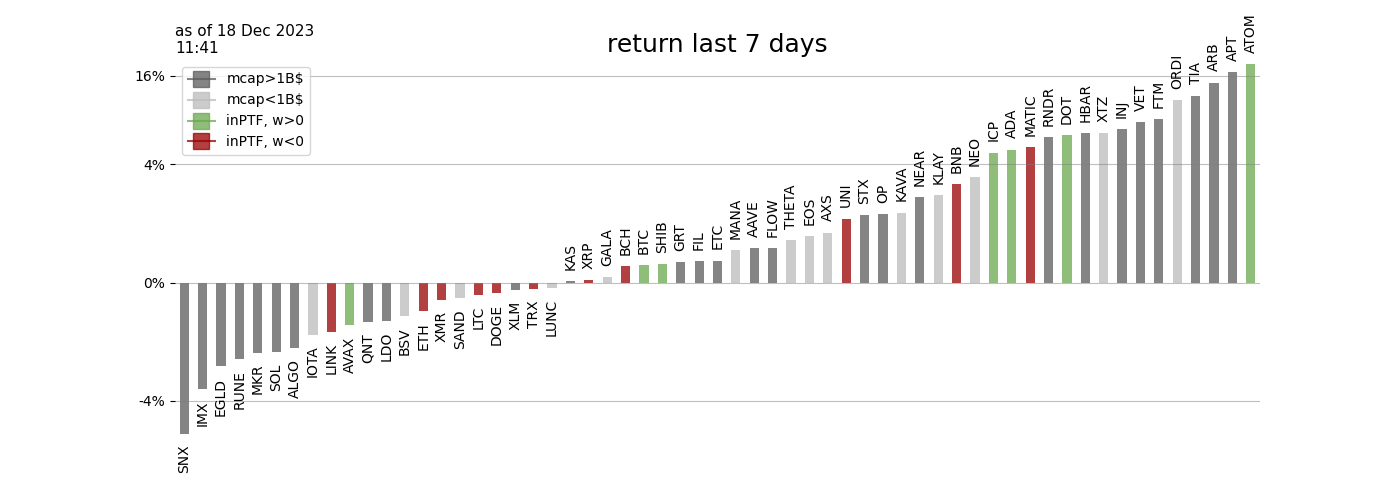 as of 18 Dec 2023
11:41
return last 7 days
mcap>1B$
mcap<1B$
inPTF, w>0
inPTF, w<0
16%
4%
0%
-4%
SNX
IMX
EGLD
RUNE
MKR
SOL
ALGO
IOTA
LINK
AVAX
QNT
LDO
BSV
ETH
XMR
SAND
LTC
DOGE
XLM
TRX
LUNC
KAS
XRP
GALA
BCH
BTC
SHIB
GRT
FIL
ETC
MANA
AAVE
FLOW
THETA
EOS
AXS
UNI
STX
OP
KAVA
NEAR
KLAY
BNB
NEO
ICP
ADA
MATIC
RNDR
DOT
HBAR
XTZ
INJ
VET
FTM
ORDI
TIA
ARB
APT
ATOM